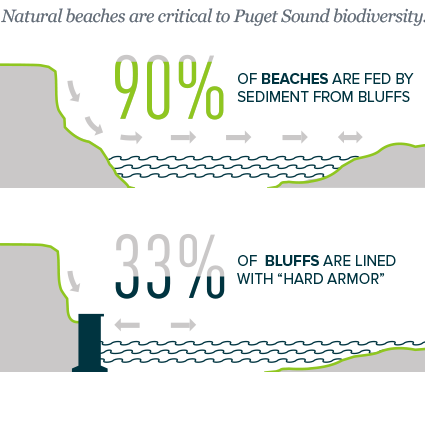 Natural beaches are critical to Puget Sound biodiversity.
90% OF BEACHES ARE FED BY
SEDIMENT FROM BLUFFS
33% OF BLUFFS ARE LINED
WITH “HARD ARMOR”